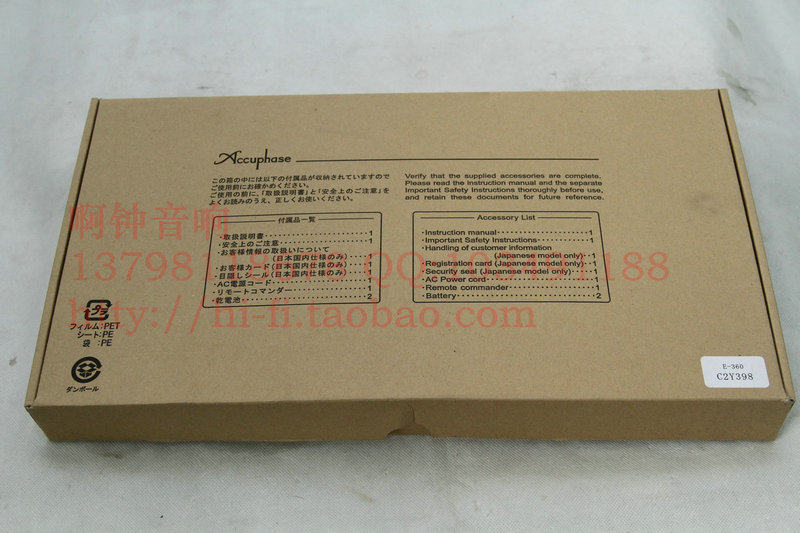 Accuphase
この箱の中には以下の付属品が収納されていますので
ご使用前にお確かめください。
ご使用の前に、「取扱説明書」と「安全上のご注意」を
よくお読みのうえ、正しくお使いください。
Verify that the supplied accessories are complete.
Please read the instruction manual and the separate
Important Safety Instructions thoroughly before use,
and retain these documents for future reference.
付属品一覧
・取扱説明書 1
・安全上のご注意 1
・お客様情報の取扱いについて
(日本国内仕様のみ) 1
・お客様カード(日本国内仕様のみ) 1
・目隠しシール(日本国内仕様のみ) 1
・AC電源コード 1
・リモートコマンダー 1
・乾電池 2
Accessory List
・Instruction manual 1
・Important Safety Instructions 1
・Handling of customer information
(Japanese model only) 1
・Registration card (Japanese model only) 1
・Security seal (Japanese model only) 1
・AC Power cord 1
・Remote commander 1
・Battery 2
啊钟音响
http://hi-fi.taobao.com
プラ
フィルム:PET
シート:PE
袋 :PE
ダンボール
E-360
C2Y398